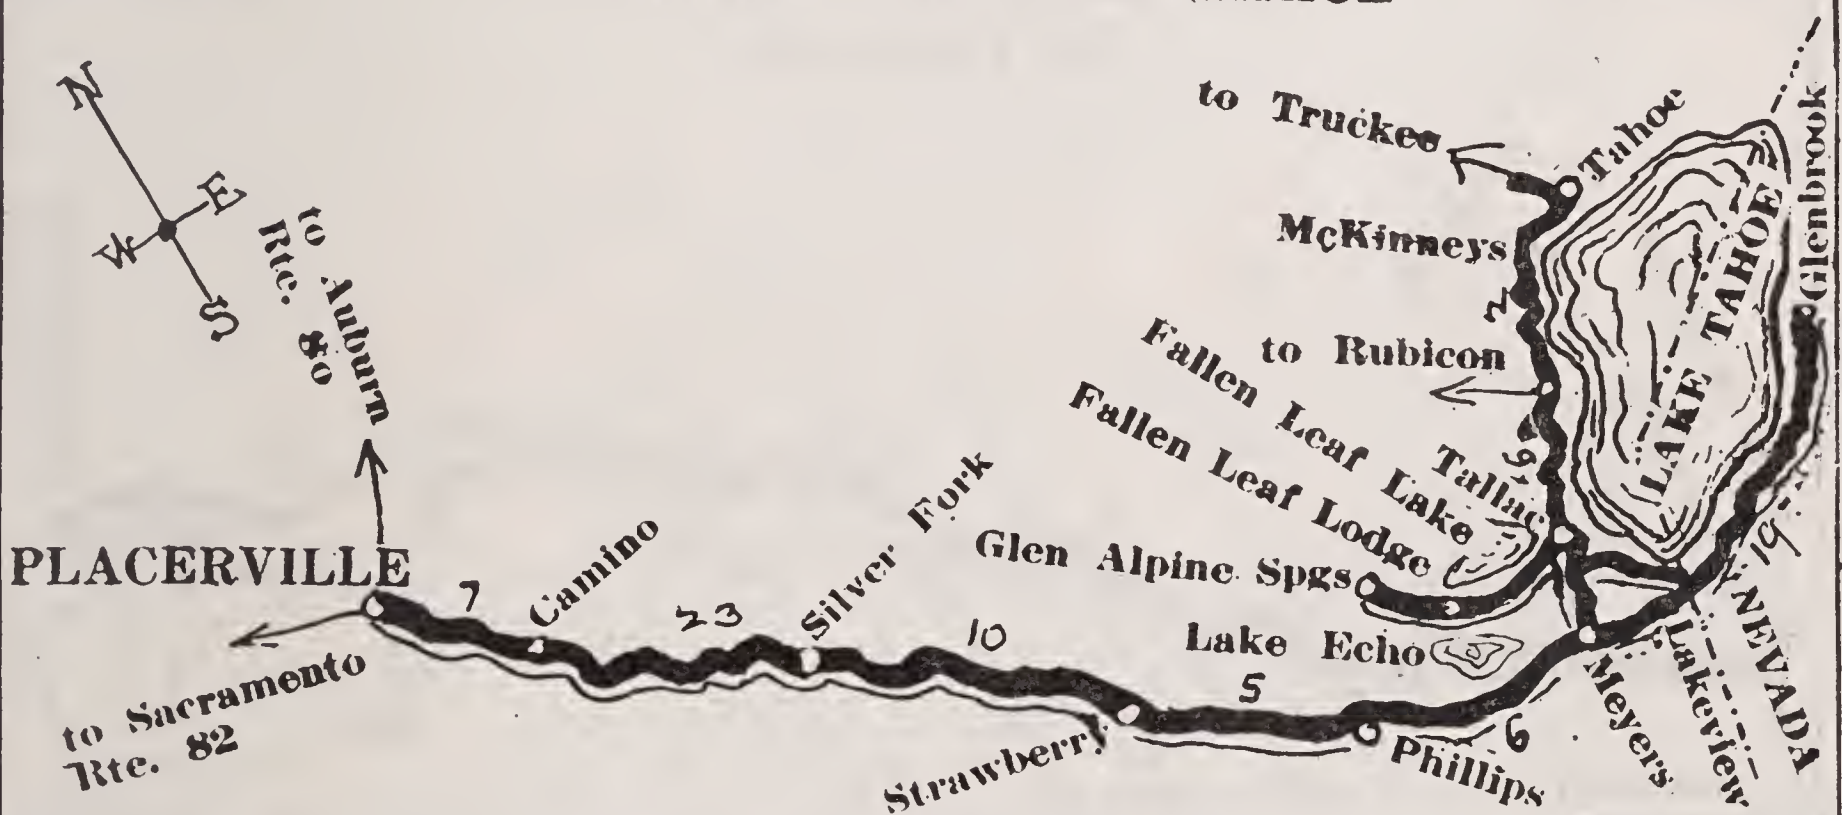 N
E
W
S
to Auburn
Rte. 80
to Truckee
Tahoe
McKinneys
2
to Rubicon
Glenbrook
LAKE TAHOE
Fallen Leaf Lake
Fallen Leaf Lodge
Tallac
9
Glen Alpine Spgs
Lake Echo
PLACERVILLE
7
Camino
23
Silver Fork
10
5
6
19
NEVADA
Lakeview
Meyers
Phillips
Strawberry
to Sacramento
Rte. 82